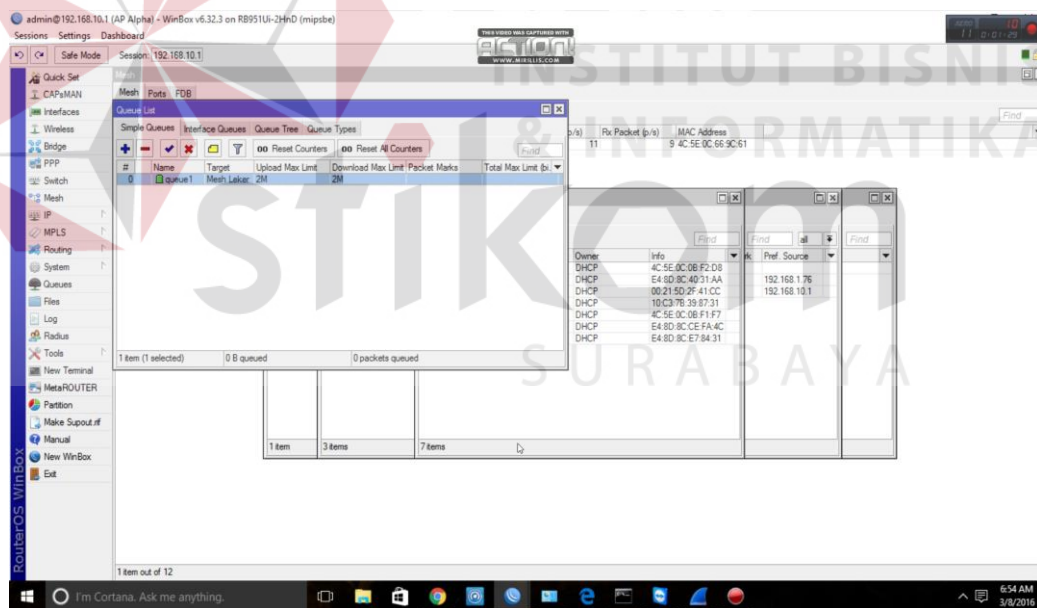 admin@192.168.10.1 (AP Alpha) - WinBox v6.32.3 on RB951Ui-2HnD (mipsbe)
Sessions Settings Dashboard
Safe Mode Session: 192.168.10.1
THIS VIDEO WAS CAPTURED WITH
ACTION!
WWW.MIRILLIS.COM
0:01:29
INSTITUT BISNIS
& INFORMATIKA
stikom
SURABAYA
Quick Set
CAPsMAN
Interfaces
Wireless
Bridge
PPP
Switch
Mesh
IP
MPLS
Routing
System
Queues
Files
Log
Radius
Tools
New Terminal
MetaROUTER
Partition
Make Supout.rif
Manual
New WinBox
Exit
RouterOS WinBox
Mesh
Mesh Ports FDB
Find
Rx Packet (p/s) MAC Address
11 9 4C:5E:0C:66:9C:61
Queue List
Simple Queues Interface Queues Queue Tree Queue Types
00 Reset Counters 00 Reset All Counters Find
# Name Target Upload Max Limit Download Max Limit Packet Marks Total Max Limit (bi..
0 queue1 Mesh Laker 2M 2M
1 item (1 selected) 0 B queued 0 packets queued
Find Find all Find
Owner Info Pref. Source
DHCP 4C:5E:0C:0B:F2:D8
DHCP E4:8D:8C:40:31:AA 192.168.1.76
DHCP 00:21:5D:2F:41:CC 192.168.10.1
DHCP 10:C3:7B:39:87:31
DHCP 4C:5E:0C:0B:F1:F7
DHCP E4:8D:8C:CE:FA:4C
DHCP E4:8D:8C:E7:84:31
1 item 3 items 7 items
1 item out of 12
I'm Cortana. Ask me anything.
6:54 AM
3/8/2016